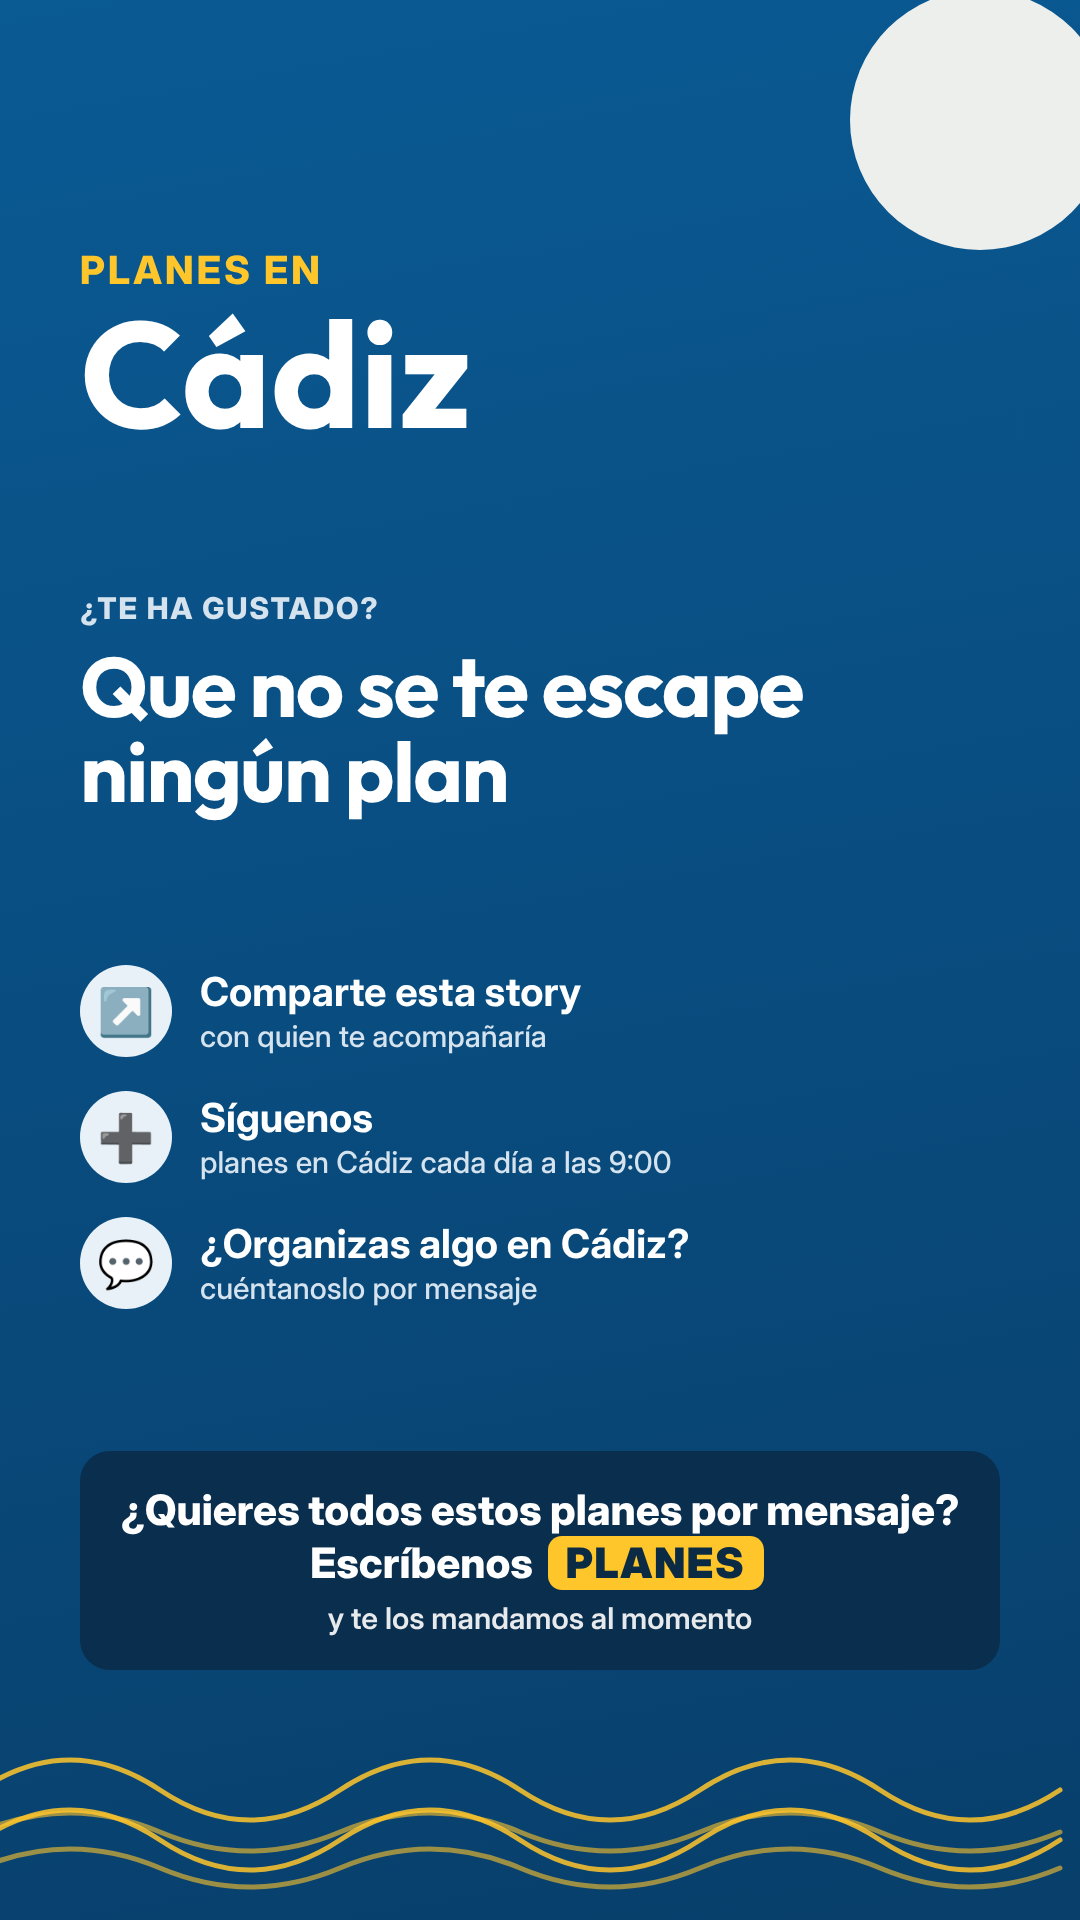 PLANES EN
Cádiz
¿TE HA GUSTADO?
Que no se te escape
ningún plan
Comparte esta story
con quien te acompañaría
Síguenos
planes en Cádiz cada día a las 9:00
¿Organizas algo en Cádiz?
cuéntanoslo por mensaje
¿Quieres todos estos planes por mensaje?
Escríbenos PLANES
y te los mandamos al momento